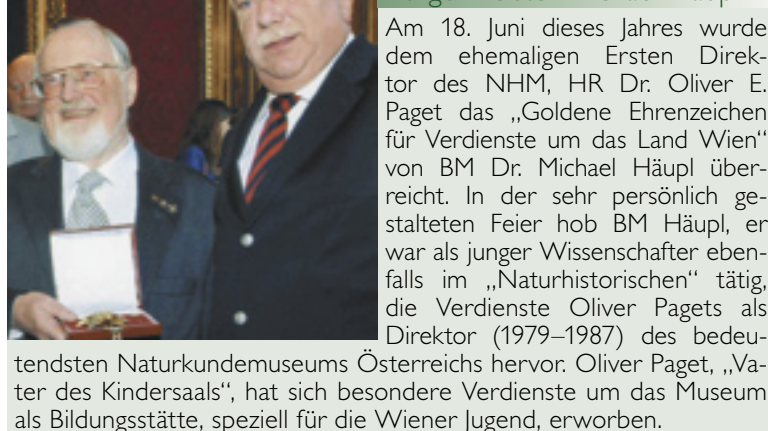 Am 18. Juni dieses Jahres wurde
dem ehemaligen Ersten Direk-
tor des NHM, HR Dr. Oliver E.
Paget das „Goldene Ehrenzeichen
für Verdienste um das Land Wien“
von BM Dr. Michael Häupl über-
reicht. In der sehr persönlich ge-
stalteten Feier hob BM Häupl, er
war als junger Wissenschafter eben-
falls im „Naturhistorischen“ tätig,
die Verdienste Oliver Pagets als
Direktor (1979–1987) des bedeu-
tendsten Naturkundemuseums Österreichs hervor. Oliver Paget, „Va-
ter des Kindersaals“, hat sich besondere Verdienste um das Museum
als Bildungsstätte, speziell für die Wiener Jugend, erworben.